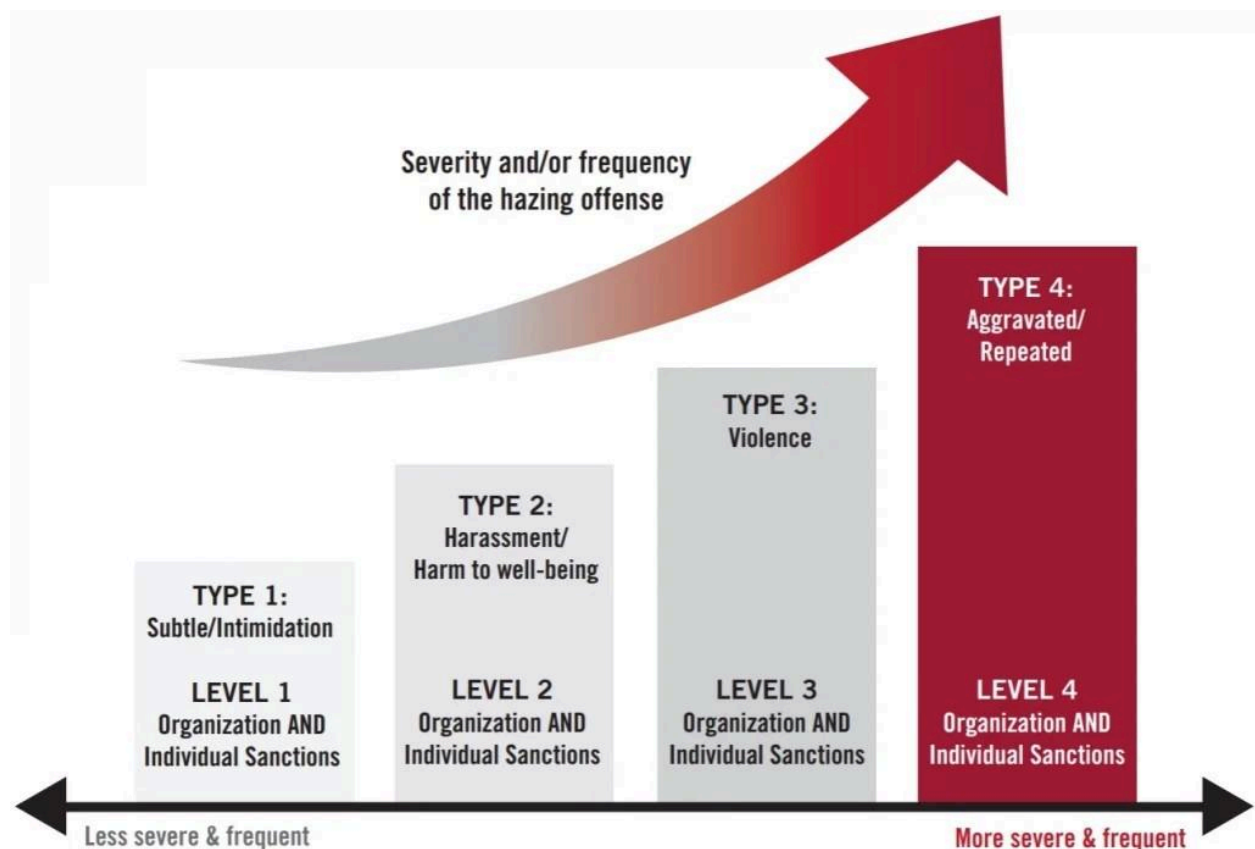 Severity and/or frequency
of the hazing offense
TYPE 1:
Subtle/Intimidation
LEVEL 1
Organization AND
Individual Sanctions
TYPE 2:
Harassment/
Harm to well-being
LEVEL 2
Organization AND
Individual Sanctions
TYPE 3:
Violence
LEVEL 3
Organization AND
Individual Sanctions
TYPE 4:
Aggravated/
Repeated
LEVEL 4
Organization AND
Individual Sanctions
Less severe & frequent
More severe & frequent